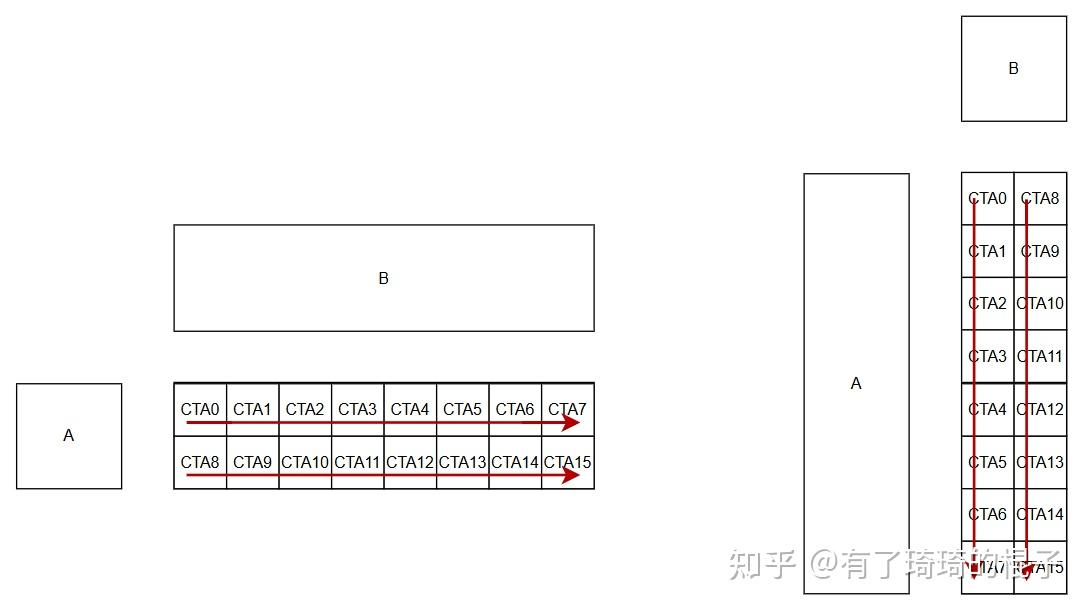 B
B
A
CTA0 CTA1 CTA2 CTA3 CTA4 CTA5 CTA6 CTA7
CTA8 CTA9 CTA10 CTA11 CTA12 CTA13 CTA14 CTA15
A
CTA0 CTA8
CTA1 CTA9
CTA2 CTA10
CTA3 CTA11
CTA4 CTA12
CTA5 CTA13
CTA6 CTA14
CTA7 CTA15
知乎 @有了琦琦的棍子